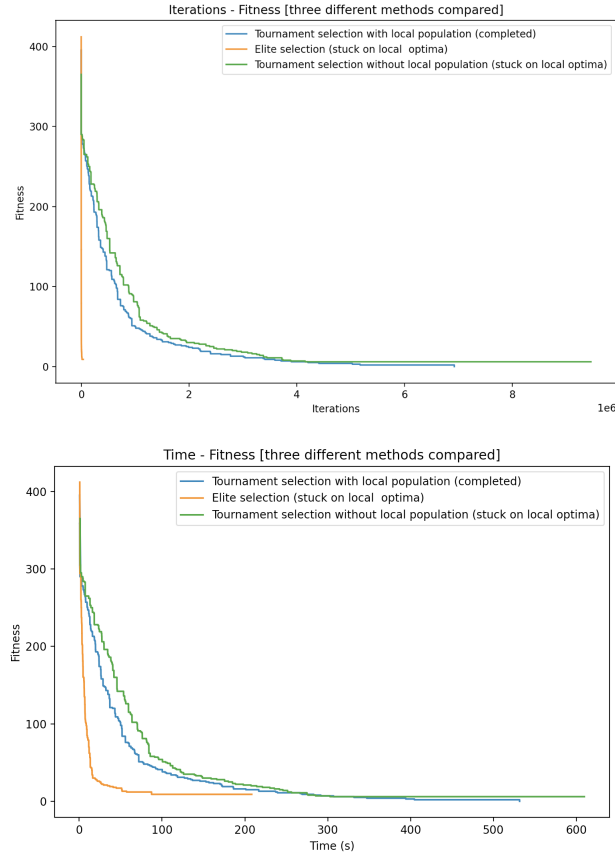 Iterations - Fitness [three different methods compared]
Tournament selection with local population (completed)
Elite selection (stuck on local optima)
Tournament selection without local population (stuck on local optima)
400
300
200
100
0
Fitness
0
2
4
6
8
1e6
Iterations
Time - Fitness [three different methods compared]
Tournament selection with local population (completed)
Elite selection (stuck on local optima)
Tournament selection without local population (stuck on local optima)
400
300
200
100
0
Fitness
0
100
200
300
400
500
600
Time (s)